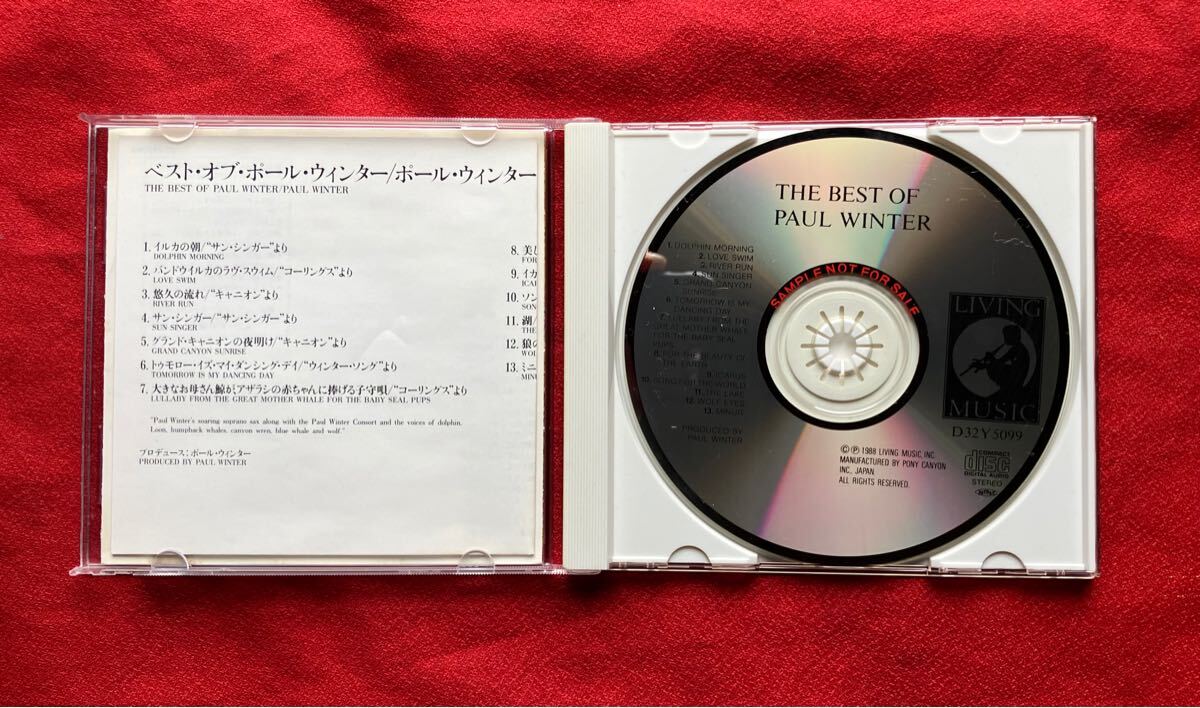 ベスト・オブ・ポール・ウィンター/ポール・ウィンター
THE BEST OF PAUL WINTER/PAUL WINTER
1. イルカの朝/“サン・シンガー”より
DOLPHIN MORNING
2. バンドウイルカのラヴ・スウィム/“コーリングス”より
LOVE SWIM
3. 悠久の流れ/“キャニオン”より
RIVER RUN
4. サン・シンガー/“サン・シンガー”より
SUN SINGER
5. グランド・キャニオンの夜明け/“キャニオン”より
GRAND CANYON SUNRISE
6. トゥモロー・イズ・マイ・ダンシング・デイ/“ウィンター・ソング”より
TOMORROW IS MY DANCING DAY
7. 大きなお母さん鯨がアザラシの赤ちゃんに捧げる子守唄/“コーリングス”より
LULLABY FROM THE GREAT MOTHER WHALE FOR THE BABY SEAL PUPS
"Paul Winter's soaring soprano sax along with the Paul Winter Consort and the voices of dolphin,
Loon, humpback whales, canyon wren, blue whale and wolf."
プロデュース：ポール・ウィンター
PRODUCED BY PAUL WINTER
8. 美し
FOR
9. イカ
ICAR
10. ソン
SON
11. 湖/
THE
12. 狼の
WOL
13. ミニ
MINU
THE BEST OF
PAUL WINTER
1. DOLPHIN MORNING
2. LOVE SWIM
3. RIVER RUN
4. SUN SINGER
5. GRAND CANYON
SUNRISE
6. TOMORROW IS MY
DANCING DAY
7. LULLABY FROM THE
GREAT MOTHER WHALE
FOR THE BABY SEAL
PUPS
8. FOR THE BEAUTY OF
THE EARTH
9. ICARUS
10. SONG FOR THE WORLD
11. THE LAKE
12. WOLF EYES
13. MINUIT
PRODUCED BY
PAUL WINTER
SAMPLE NOT FOR SALE
LIVING
MUSIC
D32Y5099
©Ⓟ 1988 LIVING MUSIC, INC.
MANUFACTURED BY PONY CANYON
INC., JAPAN.
ALL RIGHTS RESERVED.
COMPACT
disc
DIGITAL AUDIO
STEREO